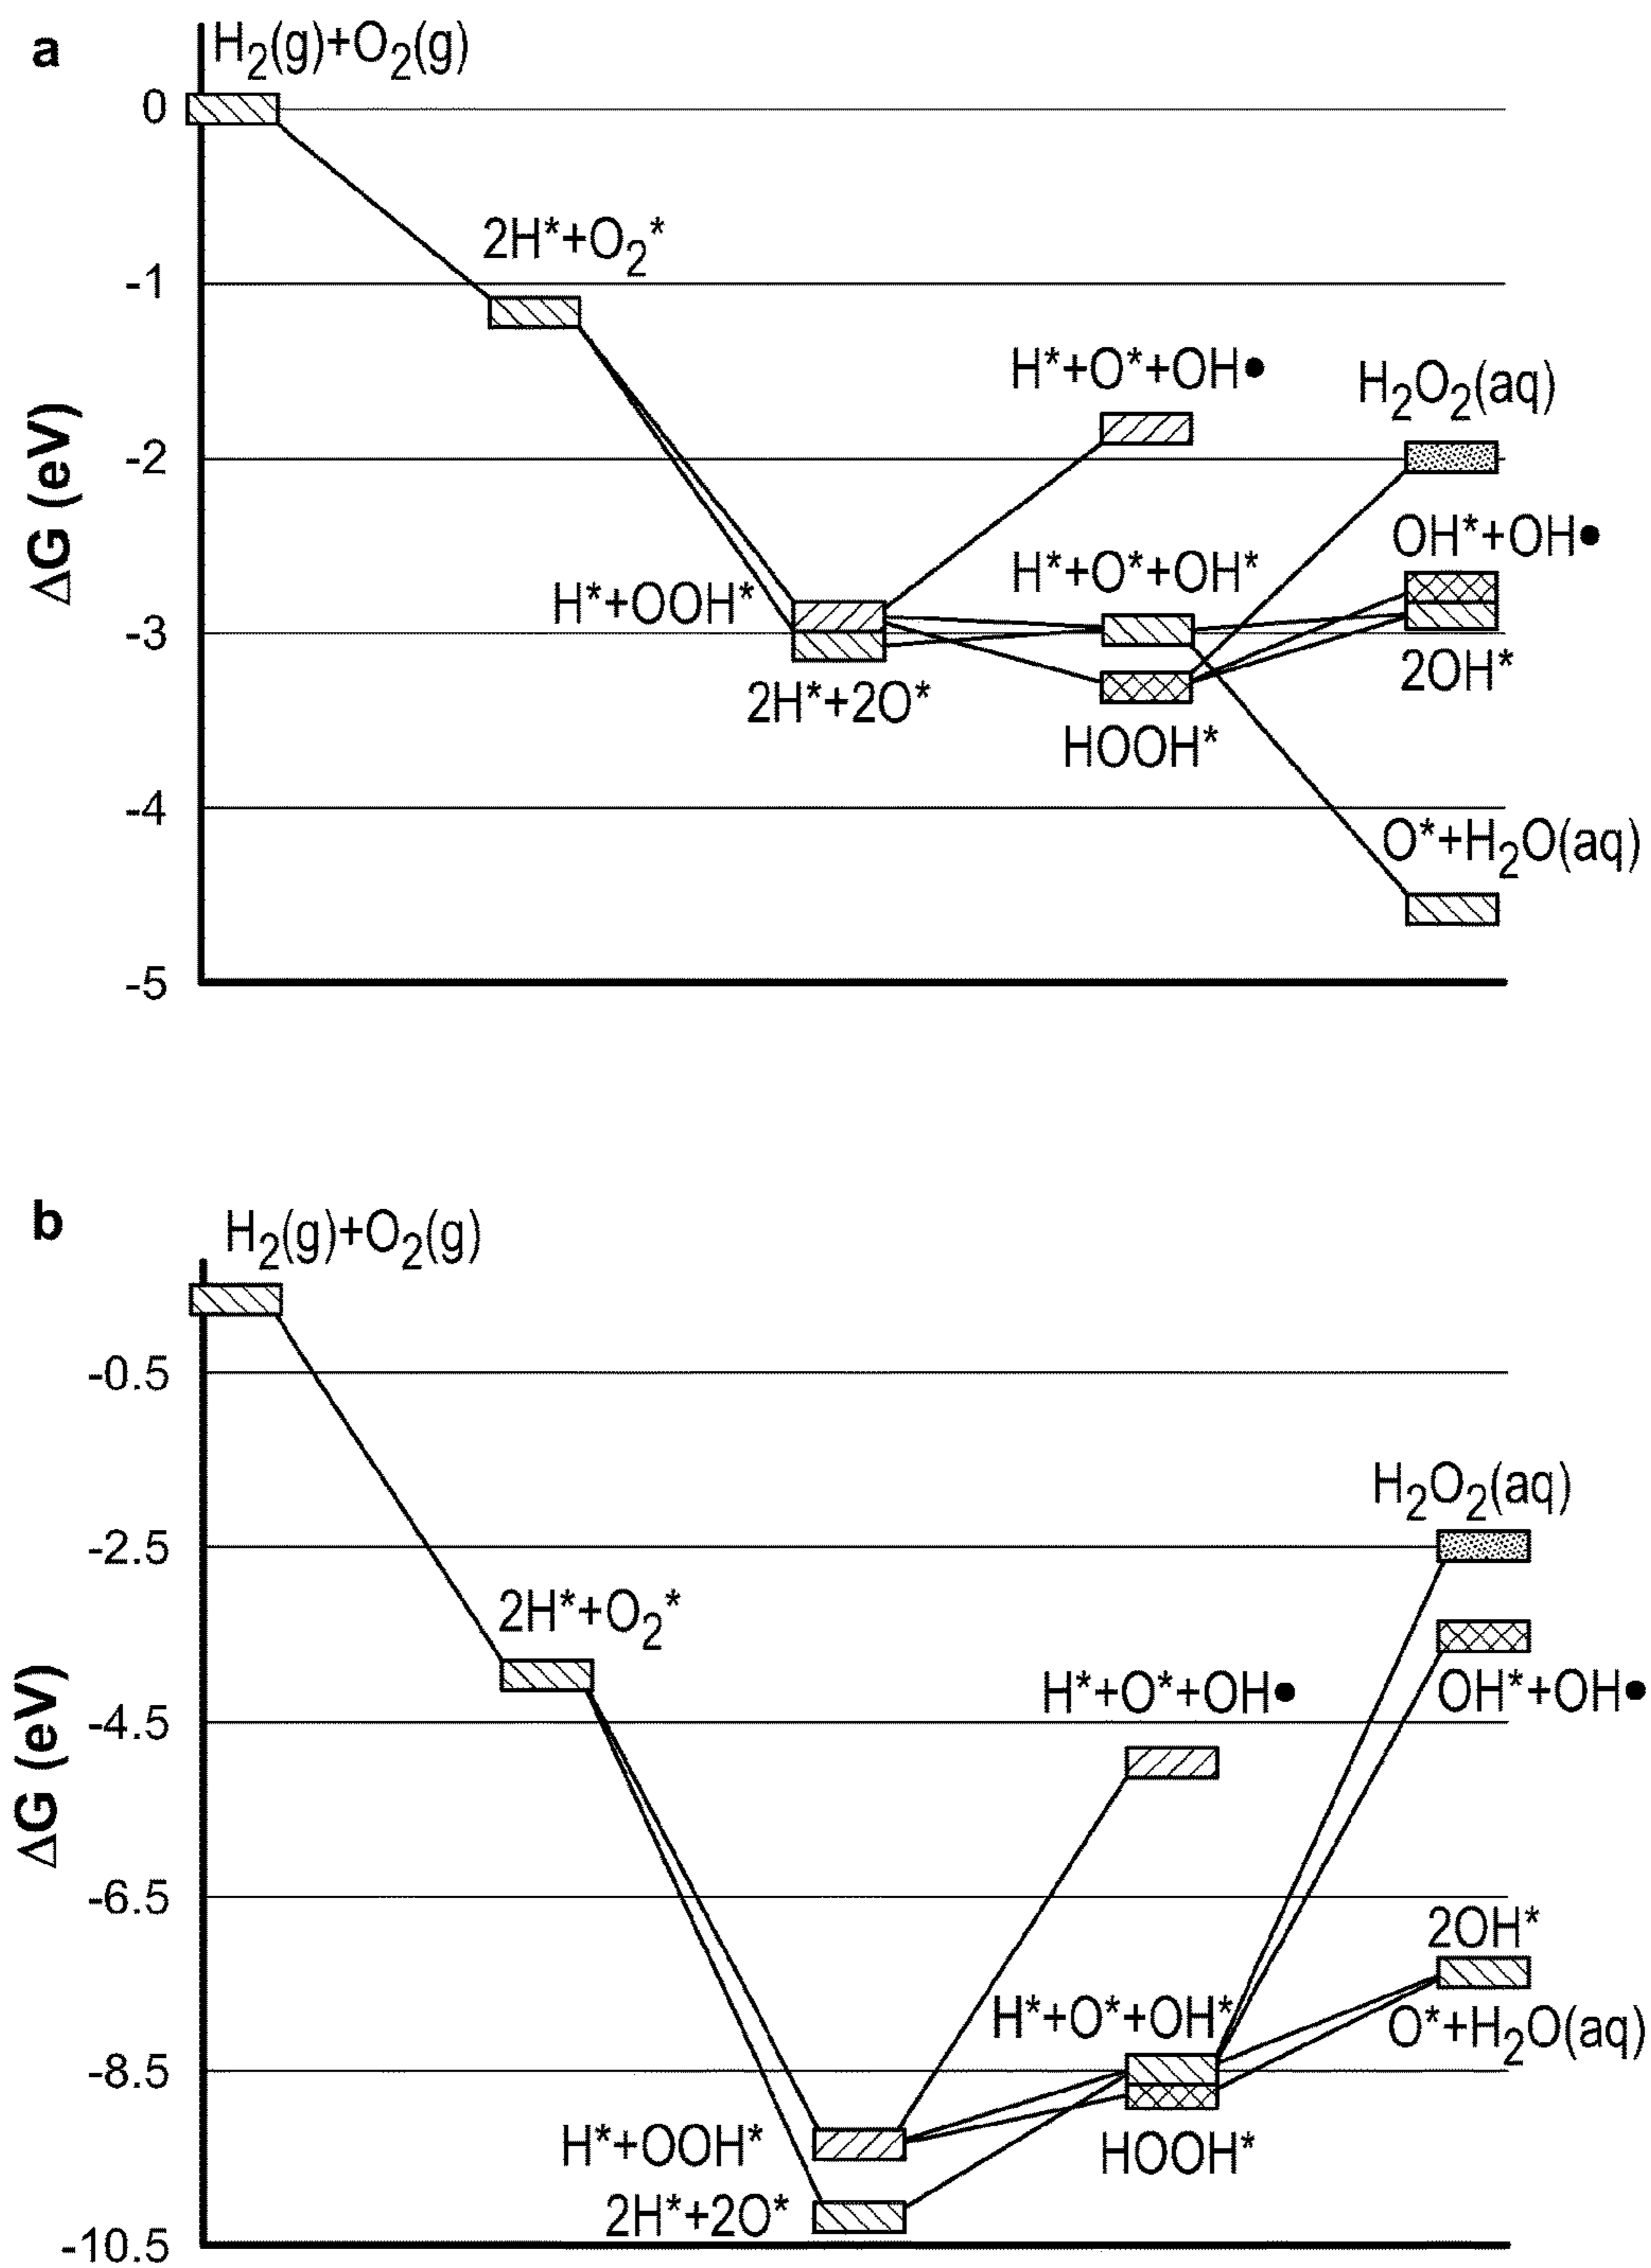 a
H₂(g)+O₂(g)
0
2H*+O₂*
-1
H*+O*+OH●
H₂O₂(aq)
-2
ΔG (eV)
OH*+OH●
H*+O*+OH*
H*+OOH*
-3
2OH*
2H*+2O*
HOOH*
-4
O*+H₂O(aq)
-5
b
H₂(g)+O₂(g)
-0.5
H₂O₂(aq)
-2.5
2H*+O₂*
H*+O*+OH●
OH*+OH●
-4.5
ΔG (eV)
-6.5
2OH*
H*+O*+OH*
O*+H₂O(aq)
-8.5
H*+OOH*
HOOH*
2H*+2O*
-10.5